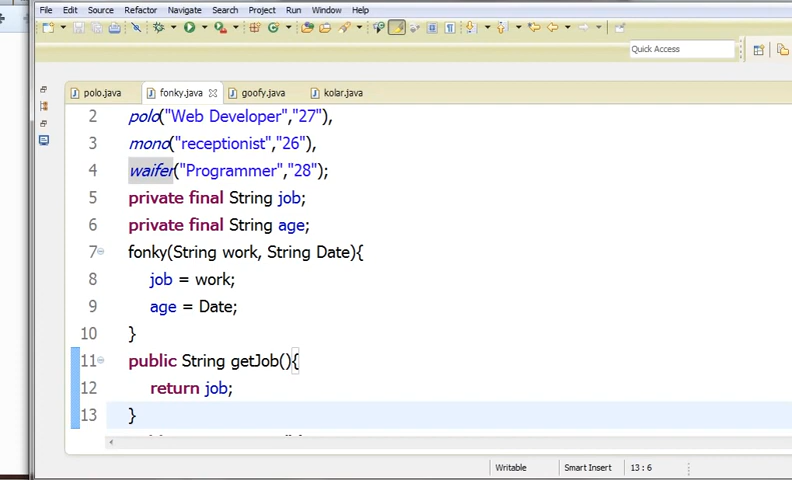 File Edit Source Refactor Navigate Search Project Run Window Help
Quick Access
polo.java fonky.java goofy.java kolar.java
2 polo("Web Developer","27"),
3 mono("receptionist","26"),
4 waifer("Programmer","28");
5 private final String job;
6 private final String age;
7 fonky(String work, String Date){
8 job = work;
9 age = Date;
10 }
11 public String getJob(){
12 return job;
13 }
Writable Smart Insert 13 : 6